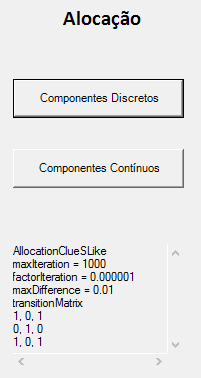 Alocação
Componentes Discretos
Componentes Contínuos
AllocationClueSLike
maxIteration = 1000
factorIteration = 0.000001
maxDifference = 0.01
transitionMatrix
1, 0, 1
0, 1, 0
1, 0, 1